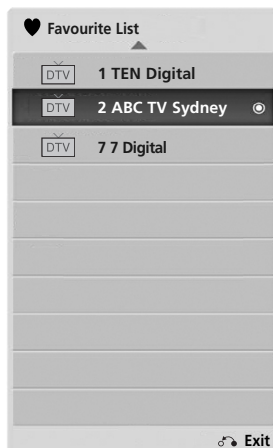 Favourite List
DTV 1 TEN Digital
DTV 2 ABC TV Sydney
DTV 7 7 Digital
Exit